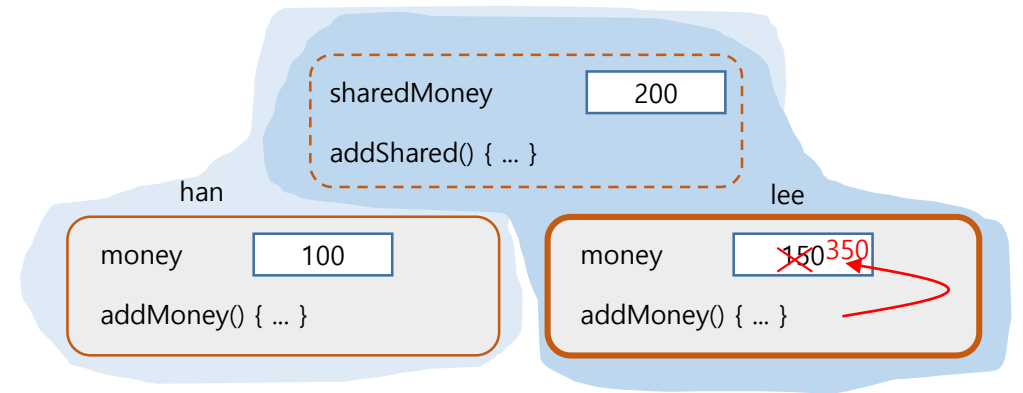 sharedMoney 200
addShared() { ... }
han
lee
money 100
addMoney() { ... }
money 150 350
addMoney() { ... }